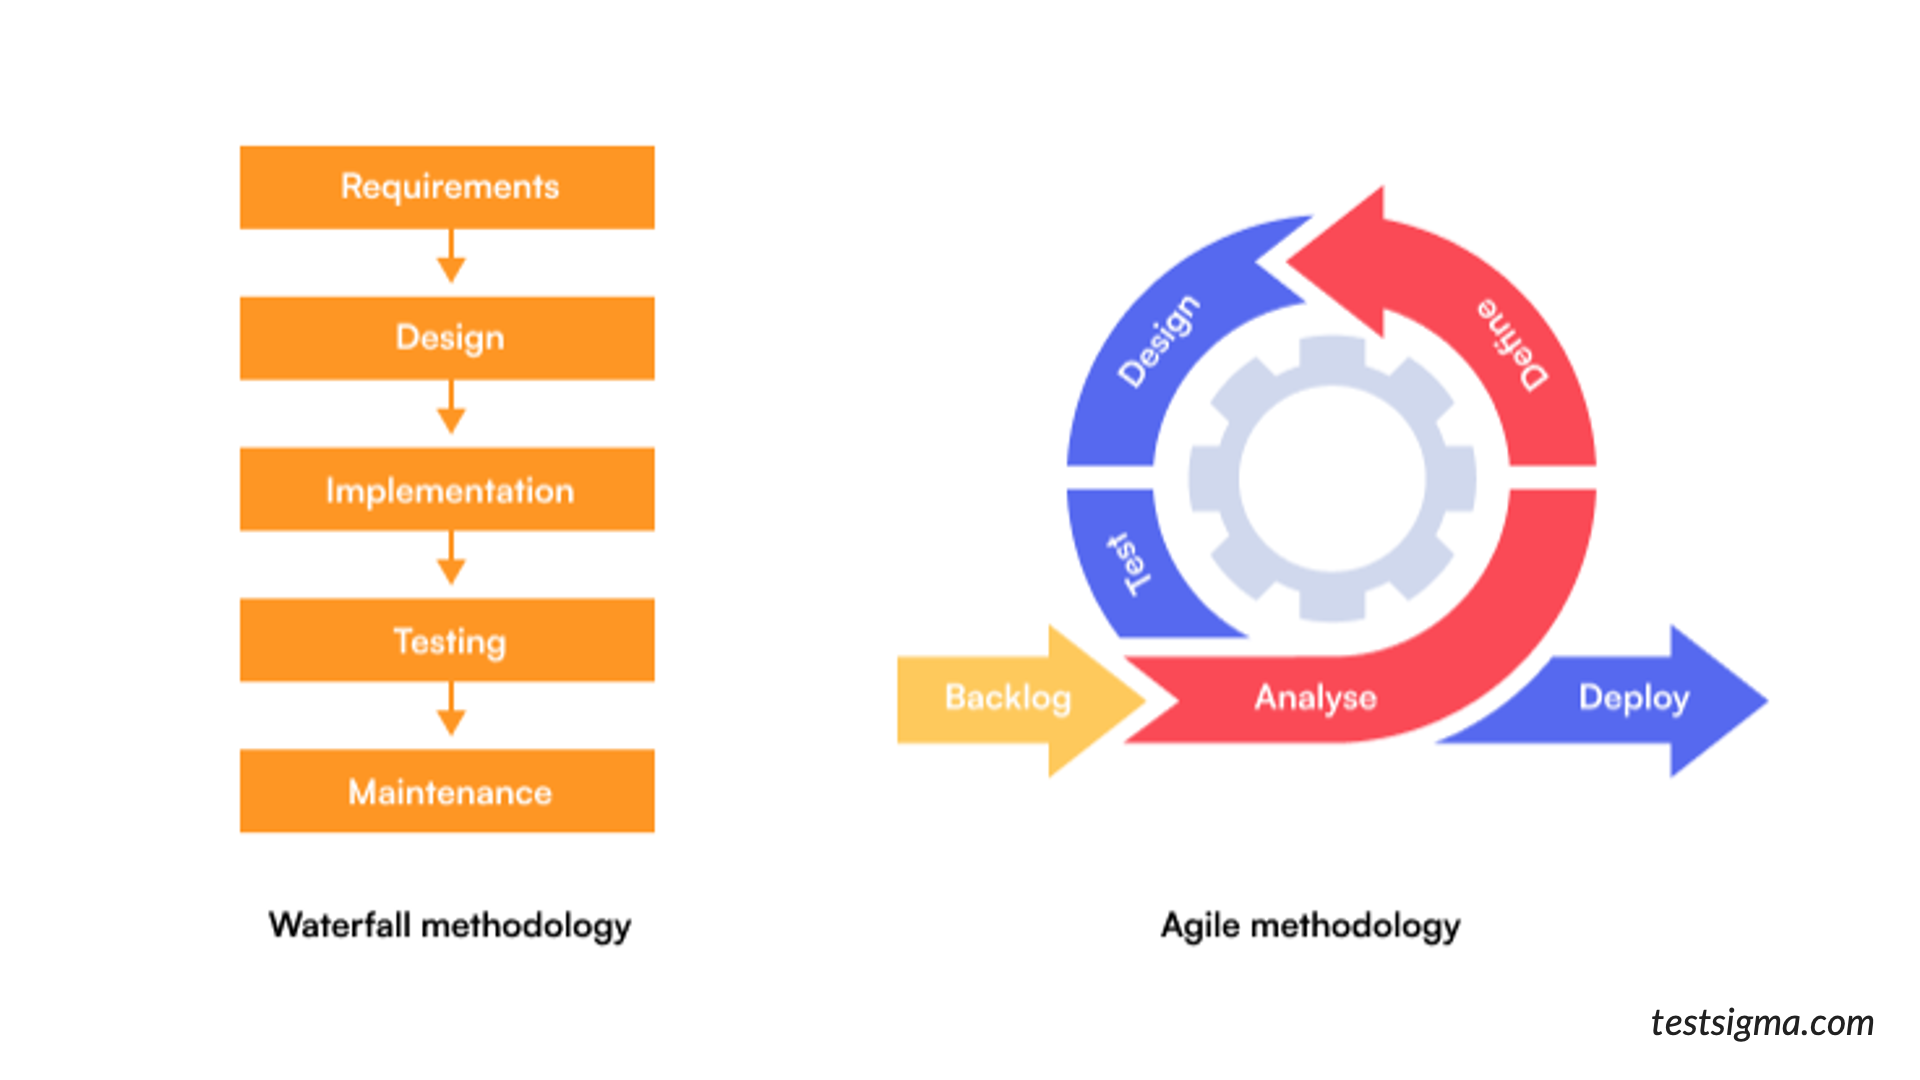 Requirements
Design
Implementation
Testing
Maintenance
Waterfall methodology
Design
Define
Test
Backlog
Analyse
Deploy
Agile methodology
testsigma.com